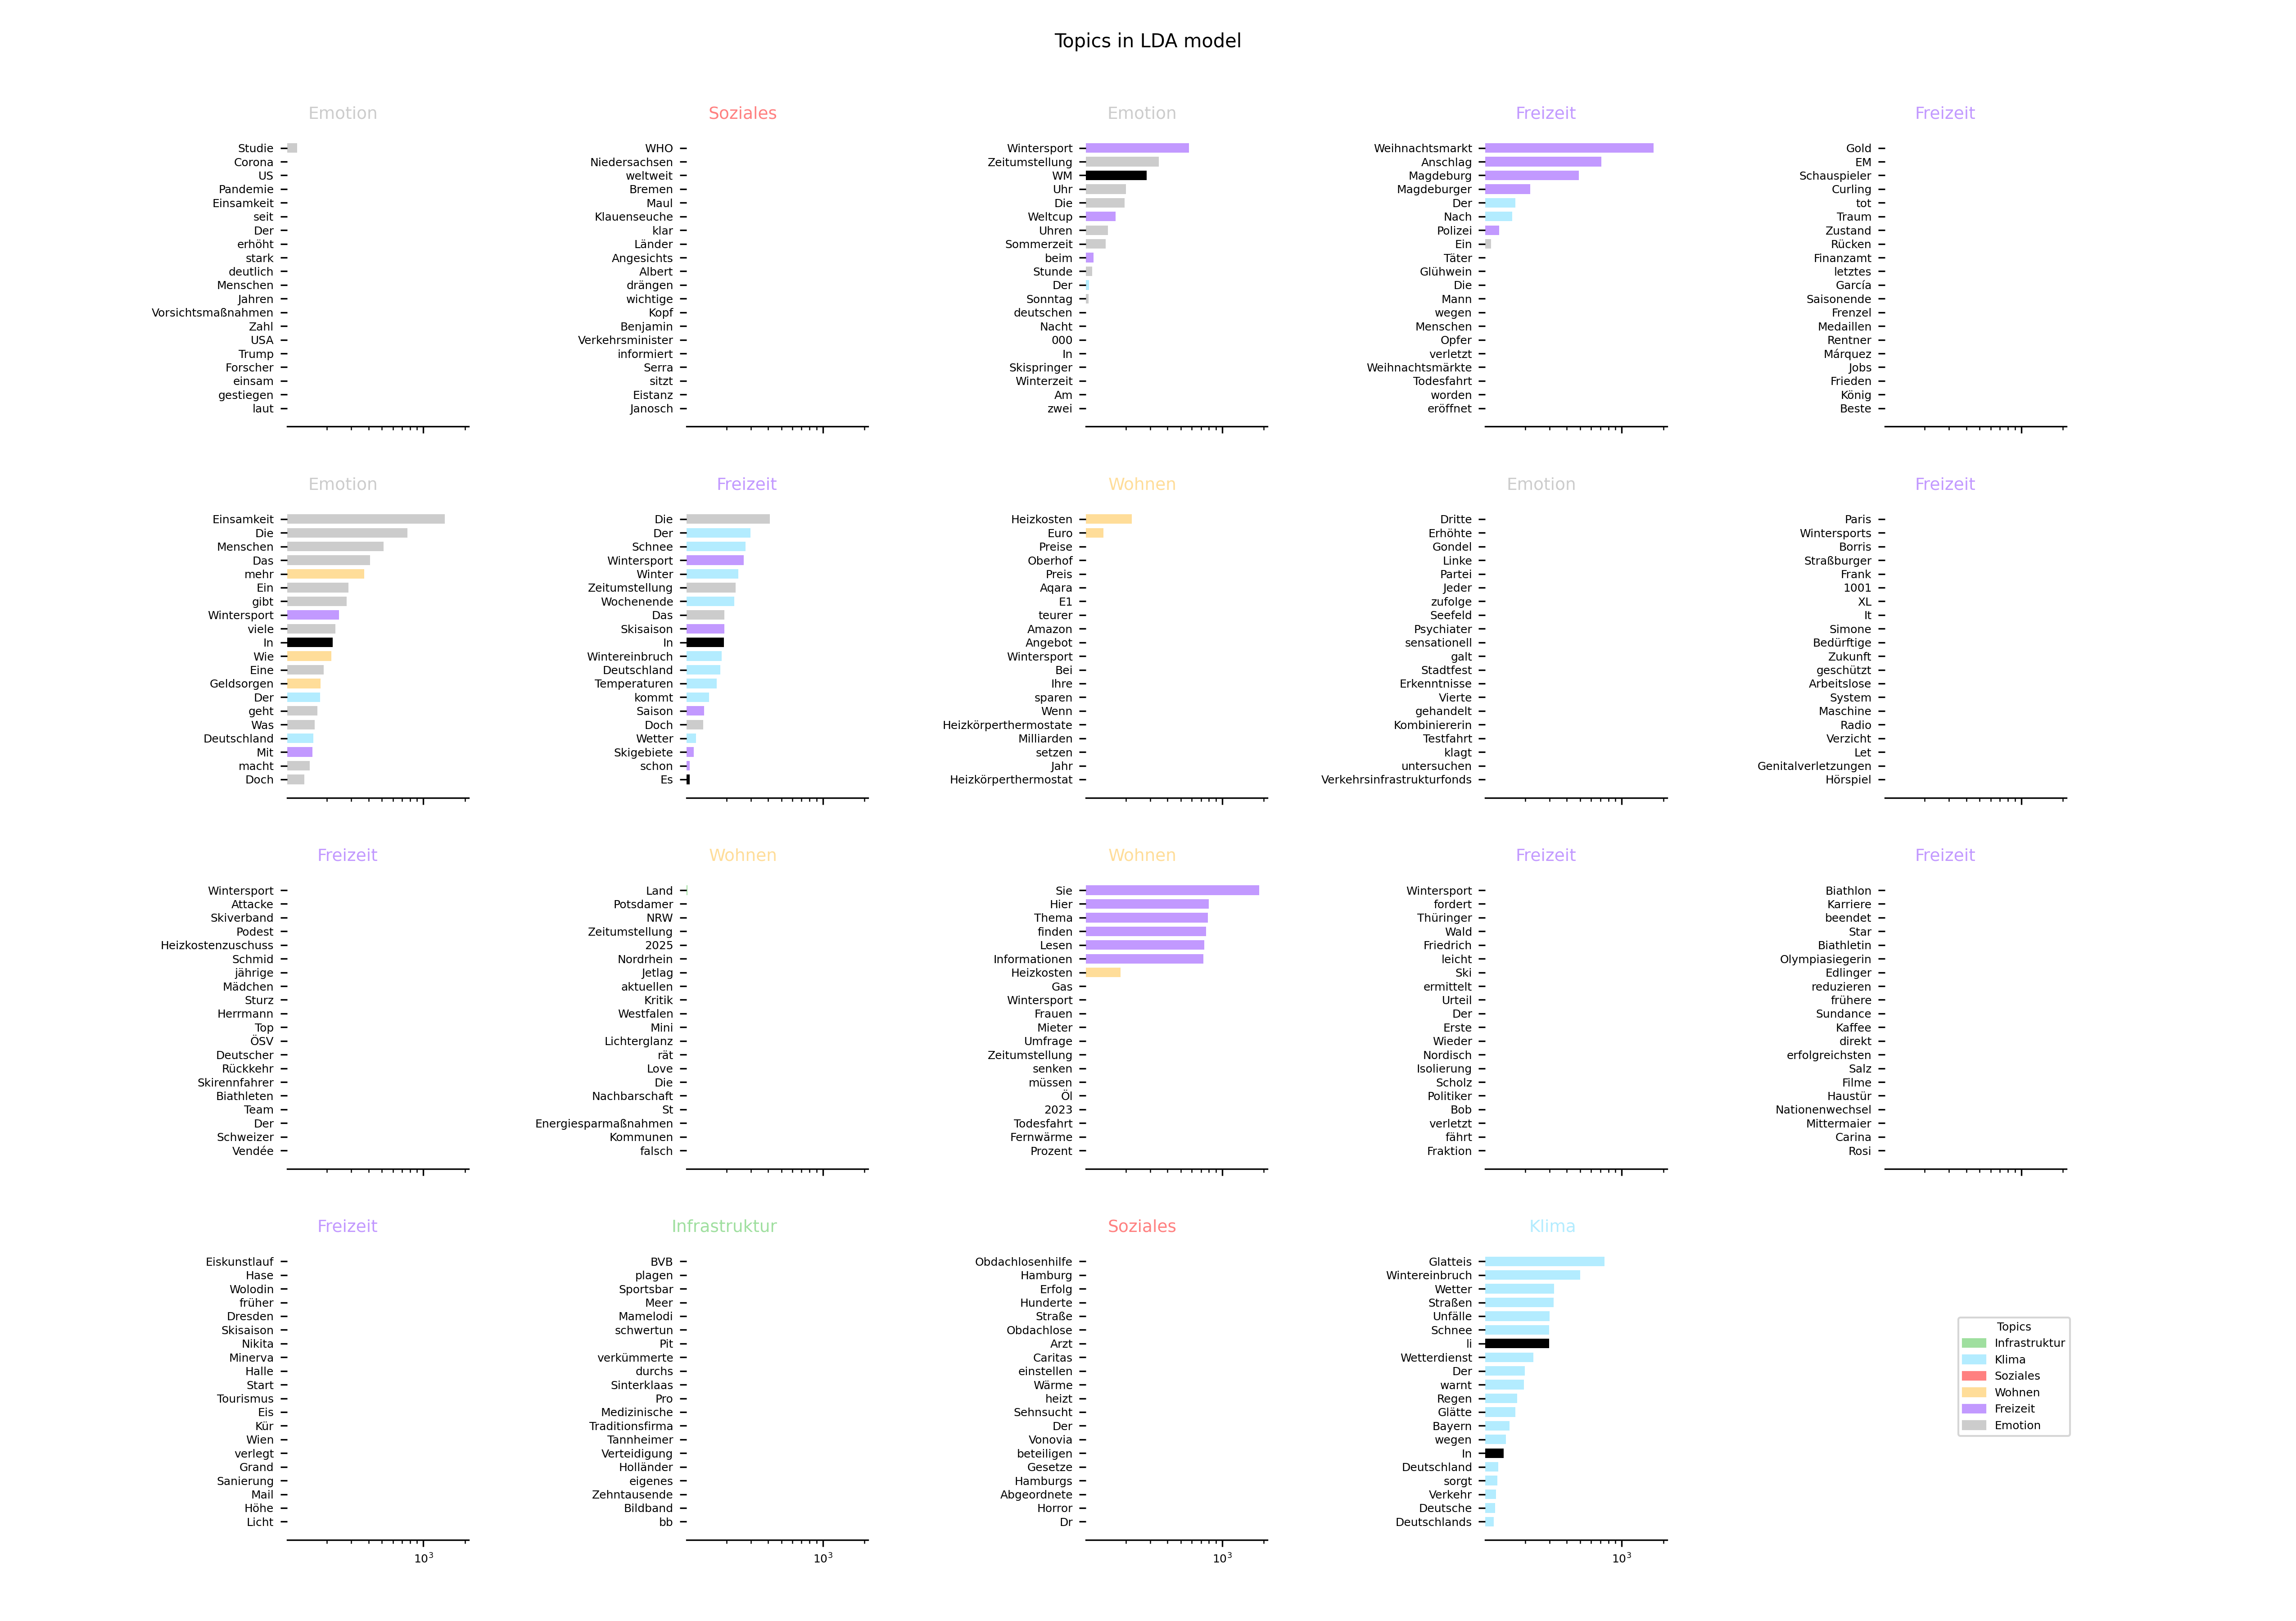 Topics in LDA model
Emotion
Studie
Corona
US
Pandemie
Einsamkeit
seit
Der
erhöht
stark
deutlich
Menschen
Jahren
Vorsichtsmaßnahmen
Zahl
USA
Trump
Forscher
einsam
gestiegen
laut
Soziales
WHO
Niedersachsen
weltweit
Bremen
Maul
Klauenseuche
klar
Länder
Angesichts
Albert
drängen
wichtige
Kopf
Benjamin
Verkehrsminister
informiert
Serra
sitzt
Eistanz
Janosch
Emotion
Wintersport
Zeitumstellung
WM
Uhr
Die
Weltcup
Uhren
Sommerzeit
beim
Stunde
Der
Sonntag
deutschen
Nacht
000
In
Skispringer
Winterzeit
Am
zwei
Freizeit
Weihnachtsmarkt
Anschlag
Magdeburg
Magdeburger
Der
Nach
Polizei
Ein
Täter
Glühwein
Die
Mann
wegen
Menschen
Opfer
verletzt
Weihnachtsmärkte
Todesfahrt
worden
eröffnet
Freizeit
Gold
EM
Schauspieler
Curling
tot
Traum
Zustand
Rücken
Finanzamt
letztes
García
Saisonende
Frenzel
Medaillen
Rentner
Márquez
Jobs
Frieden
König
Beste
Emotion
Einsamkeit
Die
Menschen
Das
mehr
Ein
gibt
Wintersport
viele
In
Wie
Eine
Geldsorgen
Der
geht
Was
Deutschland
Mit
macht
Doch
Freizeit
Die
Der
Schnee
Wintersport
Winter
Zeitumstellung
Wochenende
Das
Skisaison
In
Wintereinbruch
Deutschland
Temperaturen
kommt
Saison
Doch
Wetter
Skigebiete
schon
Es
Wohnen
Heizkosten
Euro
Preise
Oberhof
Preis
Aqara
E1
teurer
Amazon
Angebot
Wintersport
Bei
Ihre
sparen
Wenn
Heizkörperthermostate
Milliarden
setzen
Jahr
Heizkörperthermostat
Emotion
Dritte
Erhöhte
Gondel
Linke
Partei
Jeder
zufolge
Seefeld
Psychiater
sensationell
galt
Stadtfest
Erkenntnisse
Vierte
gehandelt
Kombiniererin
Testfahrt
klagt
untersuchen
Verkehrsinfrastrukturfonds
Freizeit
Paris
Wintersports
Borris
Straßburger
Frank
1001
XL
It
Simone
Bedürftige
Zukunft
geschützt
Arbeitslose
System
Maschine
Radio
Verzicht
Let
Genitalverletzungen
Hörspiel
Freizeit
Wintersport
Attacke
Skiverband
Podest
Heizkostenzuschuss
Schmid
jährige
Mädchen
Sturz
Herrmann
Top
ÖSV
Deutscher
Rückkehr
Skirennfahrer
Biathleten
Team
Der
Schweizer
Vendée
Wohnen
Land
Potsdamer
NRW
Zeitumstellung
2025
Nordrhein
Jetlag
aktuellen
Kritik
Westfalen
Mini
Lichterglanz
rät
Love
Die
Nachbarschaft
St
Energiesparmaßnahmen
Kommunen
falsch
Wohnen
Sie
Hier
Thema
finden
Lesen
Informationen
Heizkosten
Gas
Wintersport
Frauen
Mieter
Umfrage
Zeitumstellung
senken
müssen
Öl
2023
Todesfahrt
Fernwärme
Prozent
Freizeit
Wintersport
fordert
Thüringer
Wald
Friedrich
leicht
Ski
ermittelt
Urteil
Der
Erste
Wieder
Nordisch
Isolierung
Scholz
Politiker
Bob
verletzt
fährt
Fraktion
Freizeit
Biathlon
Karriere
beendet
Star
Biathletin
Olympiasiegerin
Edlinger
reduzieren
frühere
Sundance
Kaffee
direkt
erfolgreichsten
Salz
Filme
Haustür
Nationenwechsel
Mittermaier
Carina
Rosi
Freizeit
Eiskunstlauf
Hase
Wolodin
früher
Dresden
Skisaison
Nikita
Minerva
Halle
Start
Tourismus
Eis
Kür
Wien
verlegt
Grand
Sanierung
Mail
Höhe
Licht
10³
Infrastruktur
BVB
plagen
Sportsbar
Meer
Mamelodi
schwertun
Pit
verkümmerte
durchs
Sinterklaas
Pro
Medizinische
Traditionsfirma
Tannheimer
Verteidigung
Holländer
eigenes
Zehntausende
Bildband
bb
10³
Soziales
Obdachlosenhilfe
Hamburg
Erfolg
Hunderte
Straße
Obdachlose
Arzt
Caritas
einstellen
Wärme
heizt
Sehnsucht
Der
Vonovia
beteiligen
Gesetze
Hamburgs
Abgeordnete
Horror
Dr
10³
Klima
Glatteis
Wintereinbruch
Wetter
Straßen
Unfälle
Schnee
li
Wetterdienst
Der
warnt
Regen
Glätte
Bayern
wegen
In
Deutschland
sorgt
Verkehr
Deutsche
Deutschlands
10³
Topics
Infrastruktur
Klima
Soziales
Wohnen
Freizeit
Emotion